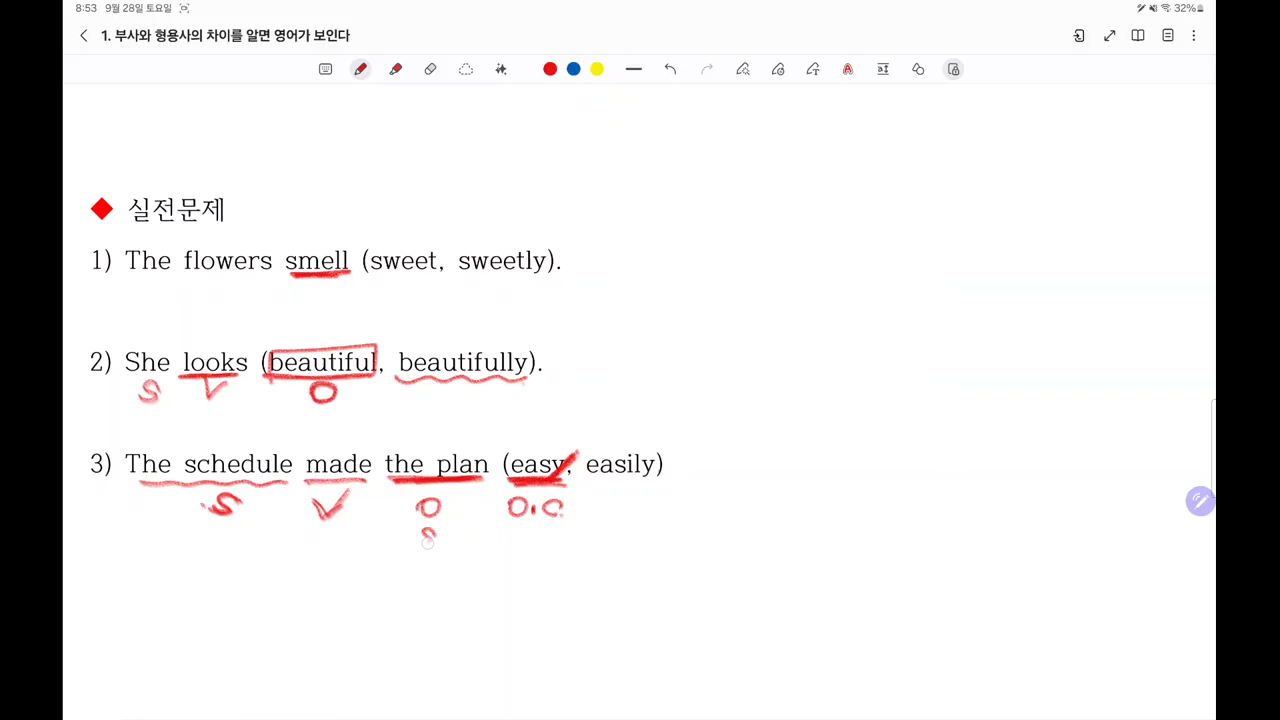 8:53 9월 28일 토요일 32%
1. 부사와 형용사의 차이를 알면 영어가 보인다
◆ 실전문제
1) The flowers smell (sweet, sweetly).
2) She looks (beautiful, beautifully).
S V O
3) The schedule made the plan (easy, easily)
S V O O.C
S